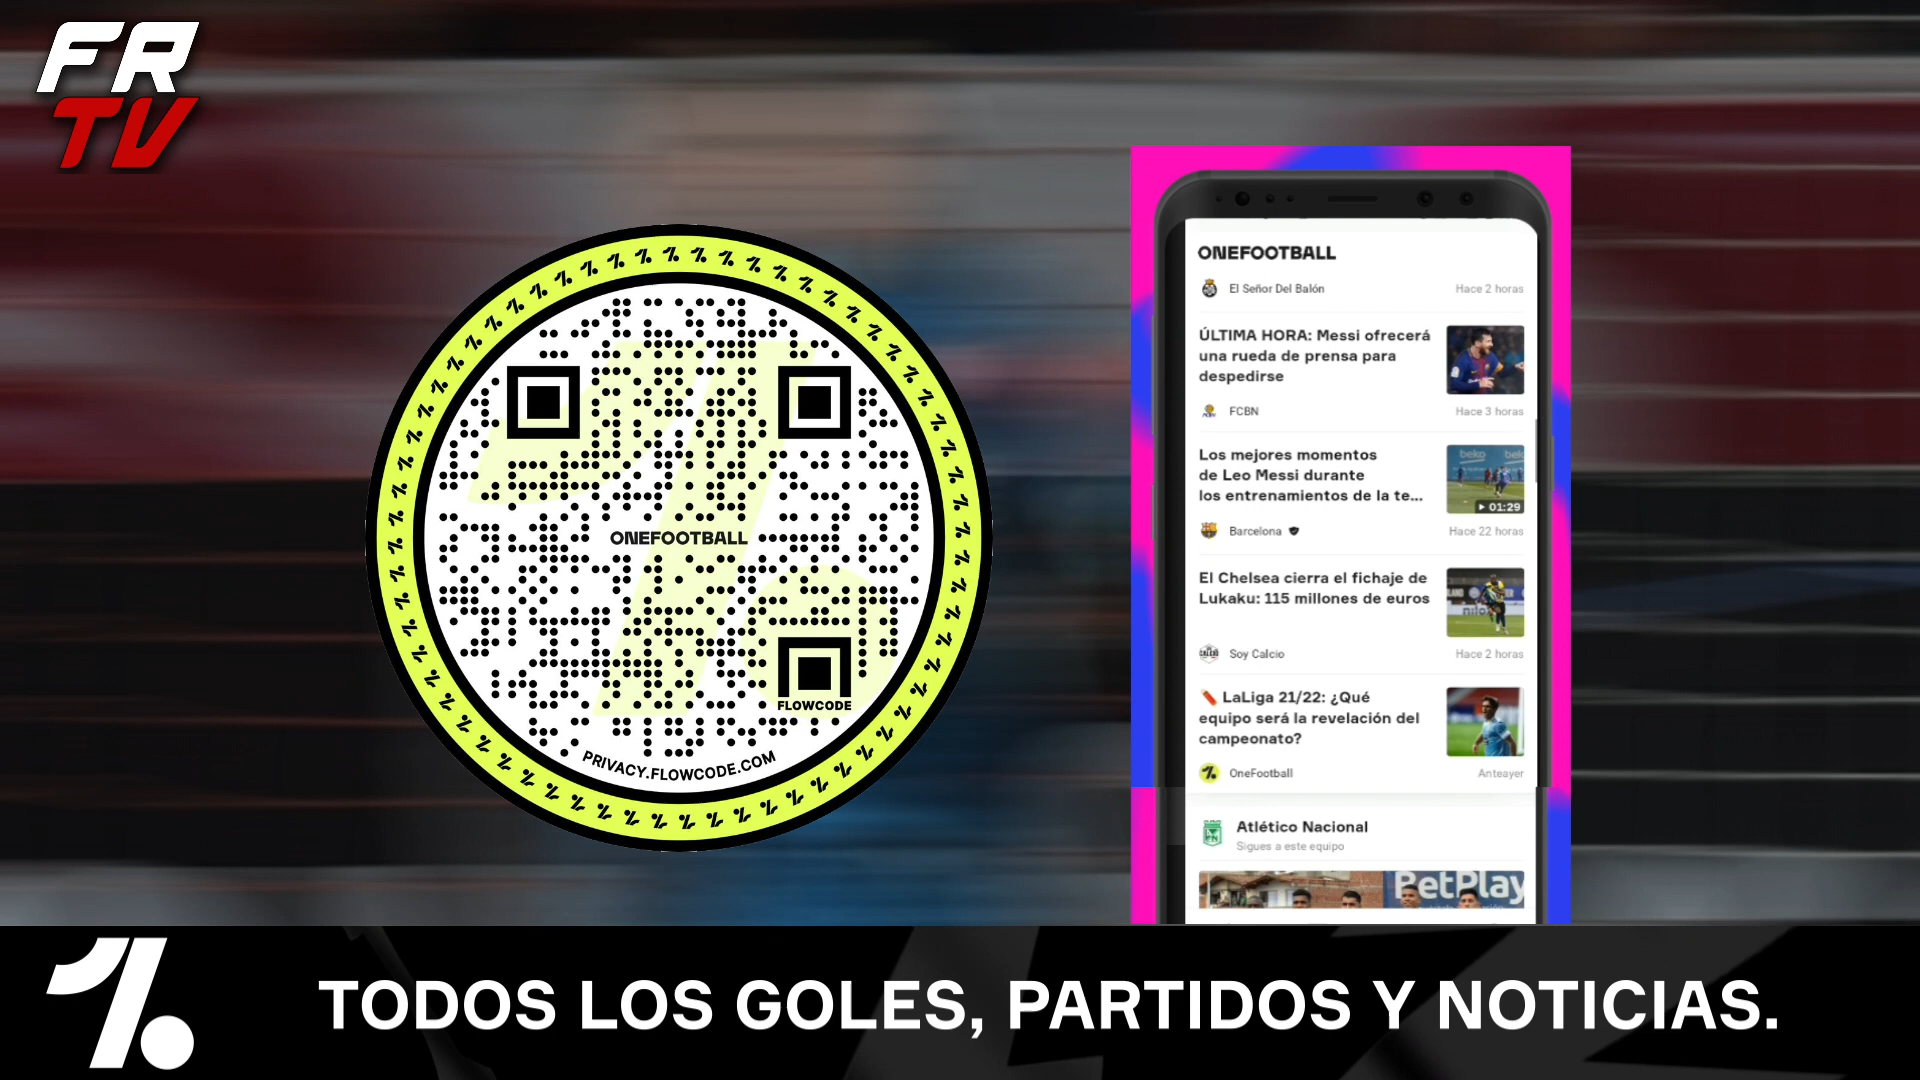 FR
TV
ONEFOOTBALL
FLOWCODE
PRIVACY.FLOWCODE.COM
ONEFOOTBALL
El Señor Del Balón
Hace 2 horas
ÚLTIMA HORA: Messi ofrecerá
una rueda de prensa para
despedirse
FCBN
Hace 3 horas
Los mejores momentos
de Leo Messi durante
los entrenamientos de la te...
beko
01:29
Barcelona
Hace 22 horas
El Chelsea cierra el fichaje de
Lukaku: 115 millones de euros
Soy Calcio
Hace 2 horas
LaLiga 21/22: ¿Qué
equipo será la revelación del
campeonato?
OneFootball
Anteayer
Atlético Nacional
Sigues a este equipo
BetPlay
TODOS LOS GOLES, PARTIDOS Y NOTICIAS.